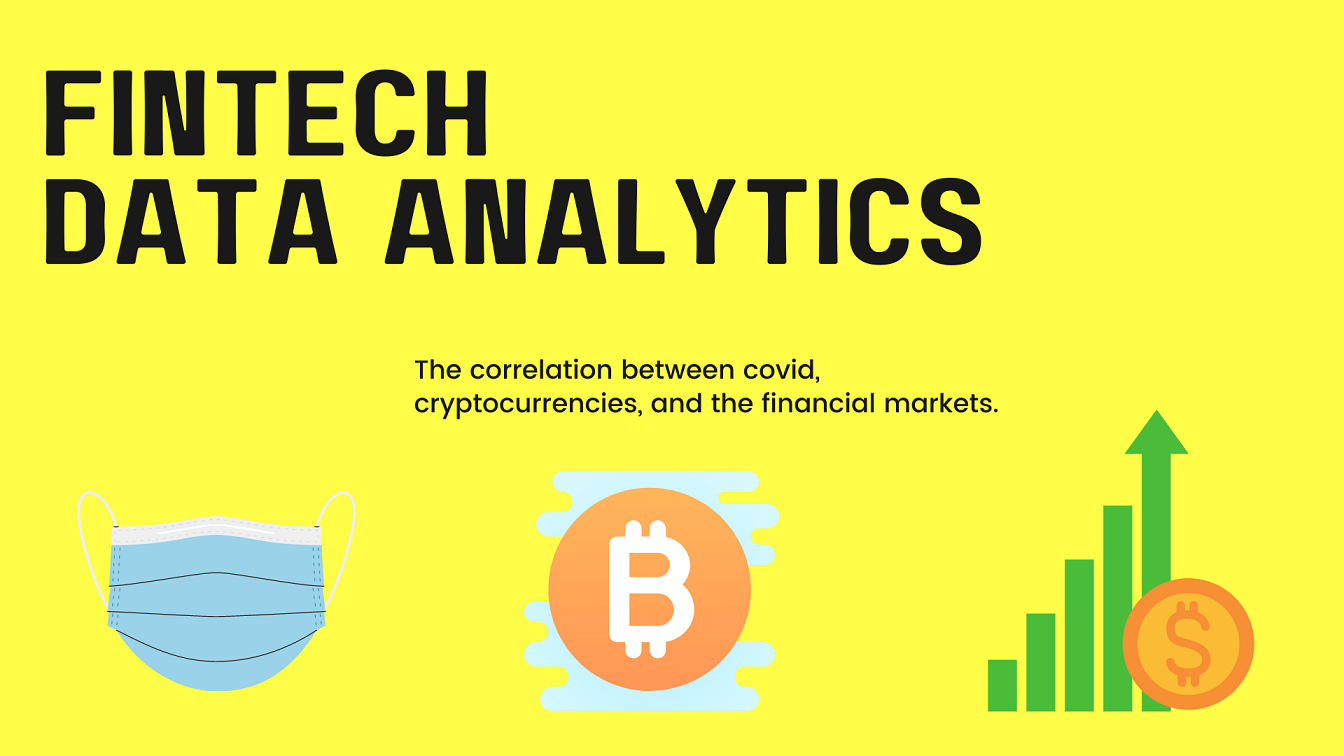 FINTECH
DATA ANALYTICS
The correlation between covid,
cryptocurrencies, and the financial markets.